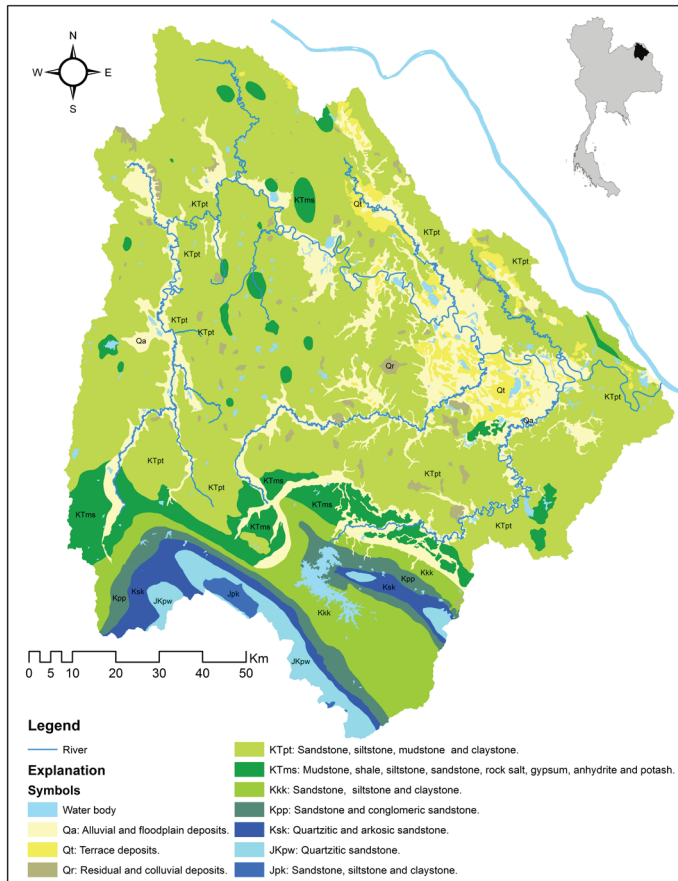 N
W E
S
KTpt
KTms
Qt
KTpt
KTpt
KTpt
KTpt
KTpt
Qa
Qr
Qt
KTpt
Qa
KTpt
KTpt
KTpt
KTms
KTms
KTpt
KTms
KTms
Kkk
Kpp
Ksk
Kpp
Ksk
JKpw
Jpk
Kkk
JKpw
Km
0 5 10 20 30 40 50
Legend
River
Explanation
Symbols
Water body
Qa: Alluvial and floodplain deposits.
Qt: Terrace deposits.
Qr: Residual and colluvial deposits.
KTpt: Sandstone, siltstone, mudstone and claystone.
KTms: Mudstone, shale, siltstone, sandstone, rock salt, gypsum, anhydrite and potash.
Kkk: Sandstone, siltstone and claystone.
Kpp: Sandstone and conglomeric sandstone.
Ksk: Quartzitic and arkosic sandstone.
JKpw: Quartzitic sandstone.
Jpk: Sandstone, siltstone and claystone.